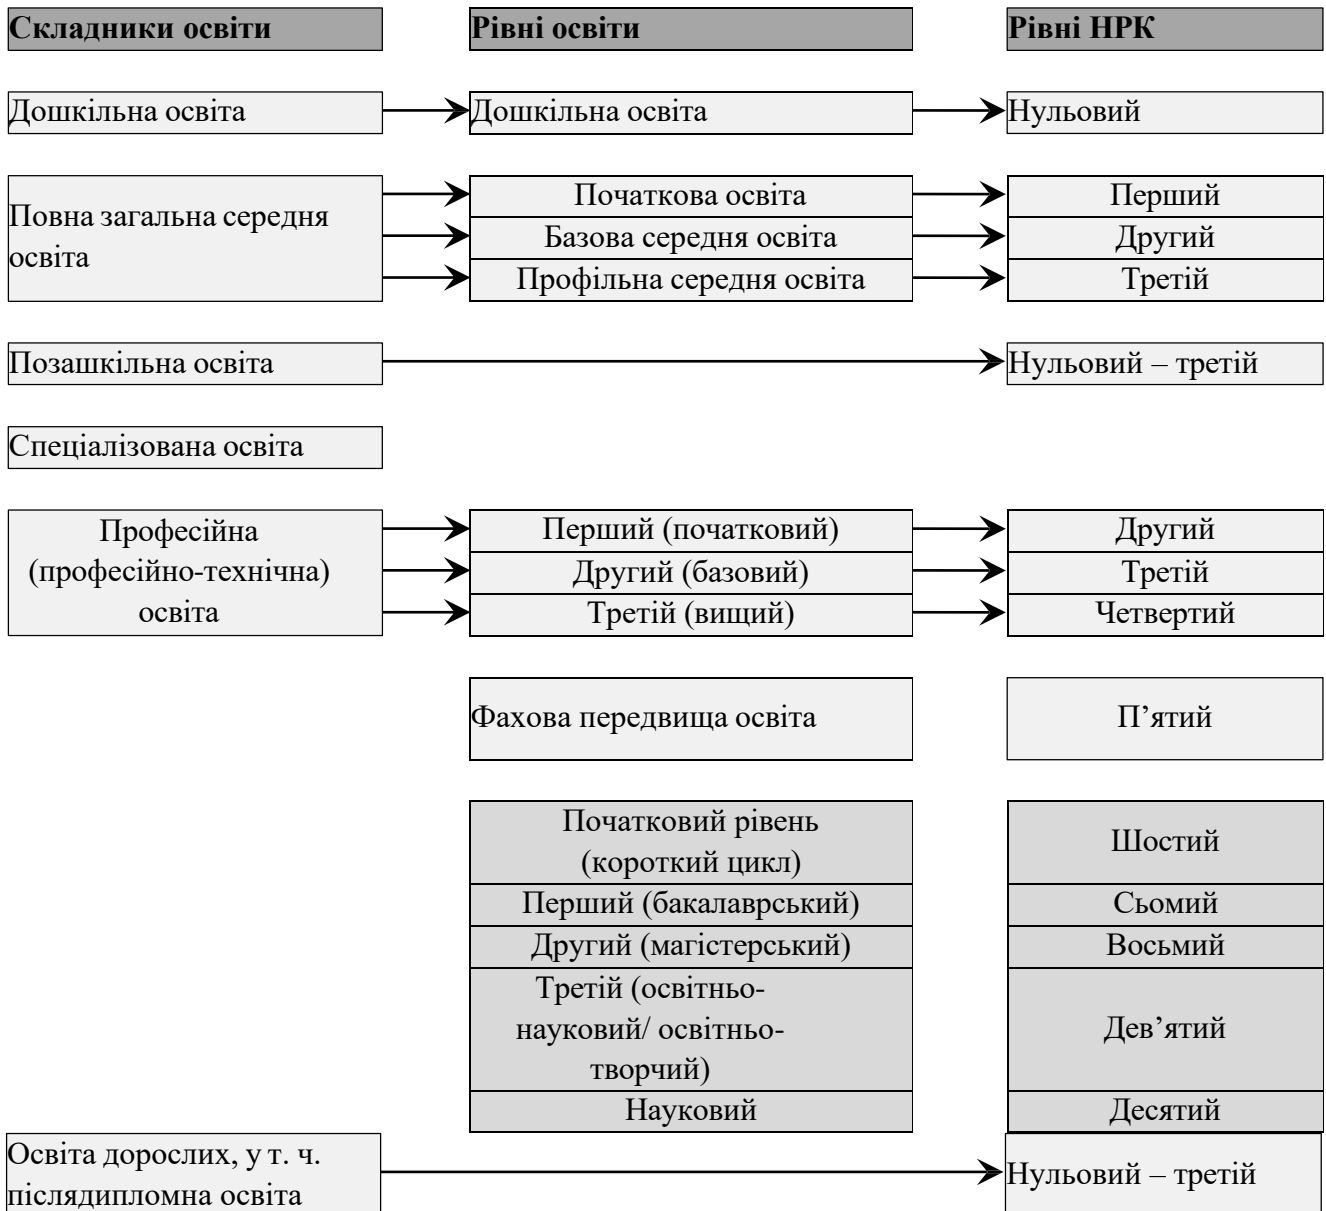 Складники освіти Рівні освіти Рівні НРК
Дошкільна освіта Дошкільна освіта Нульовий
Повна загальна середня
освіта
Початкова освіта Перший
Базова середня освіта Другий
Профільна середня освіта Третій
Позашкільна освіта Нульовий – третій
Спеціалізована освіта
Професійна
(професійно-технічна)
освіта
Перший (початковий) Другий
Другий (базовий) Третій
Третій (вищий) Четвертий
Фахова передвища освіта П’ятий
Початковий рівень
(короткий цикл)
Шостий
Перший (бакалаврський) Сьомий
Другий (магістерський) Восьмий
Третій (освітньо-
науковий/ освітньо-
творчий)
Дев’ятий
Науковий Десятий
Освіта дорослих, у т. ч.
післядипломна освіта
Нульовий – третій